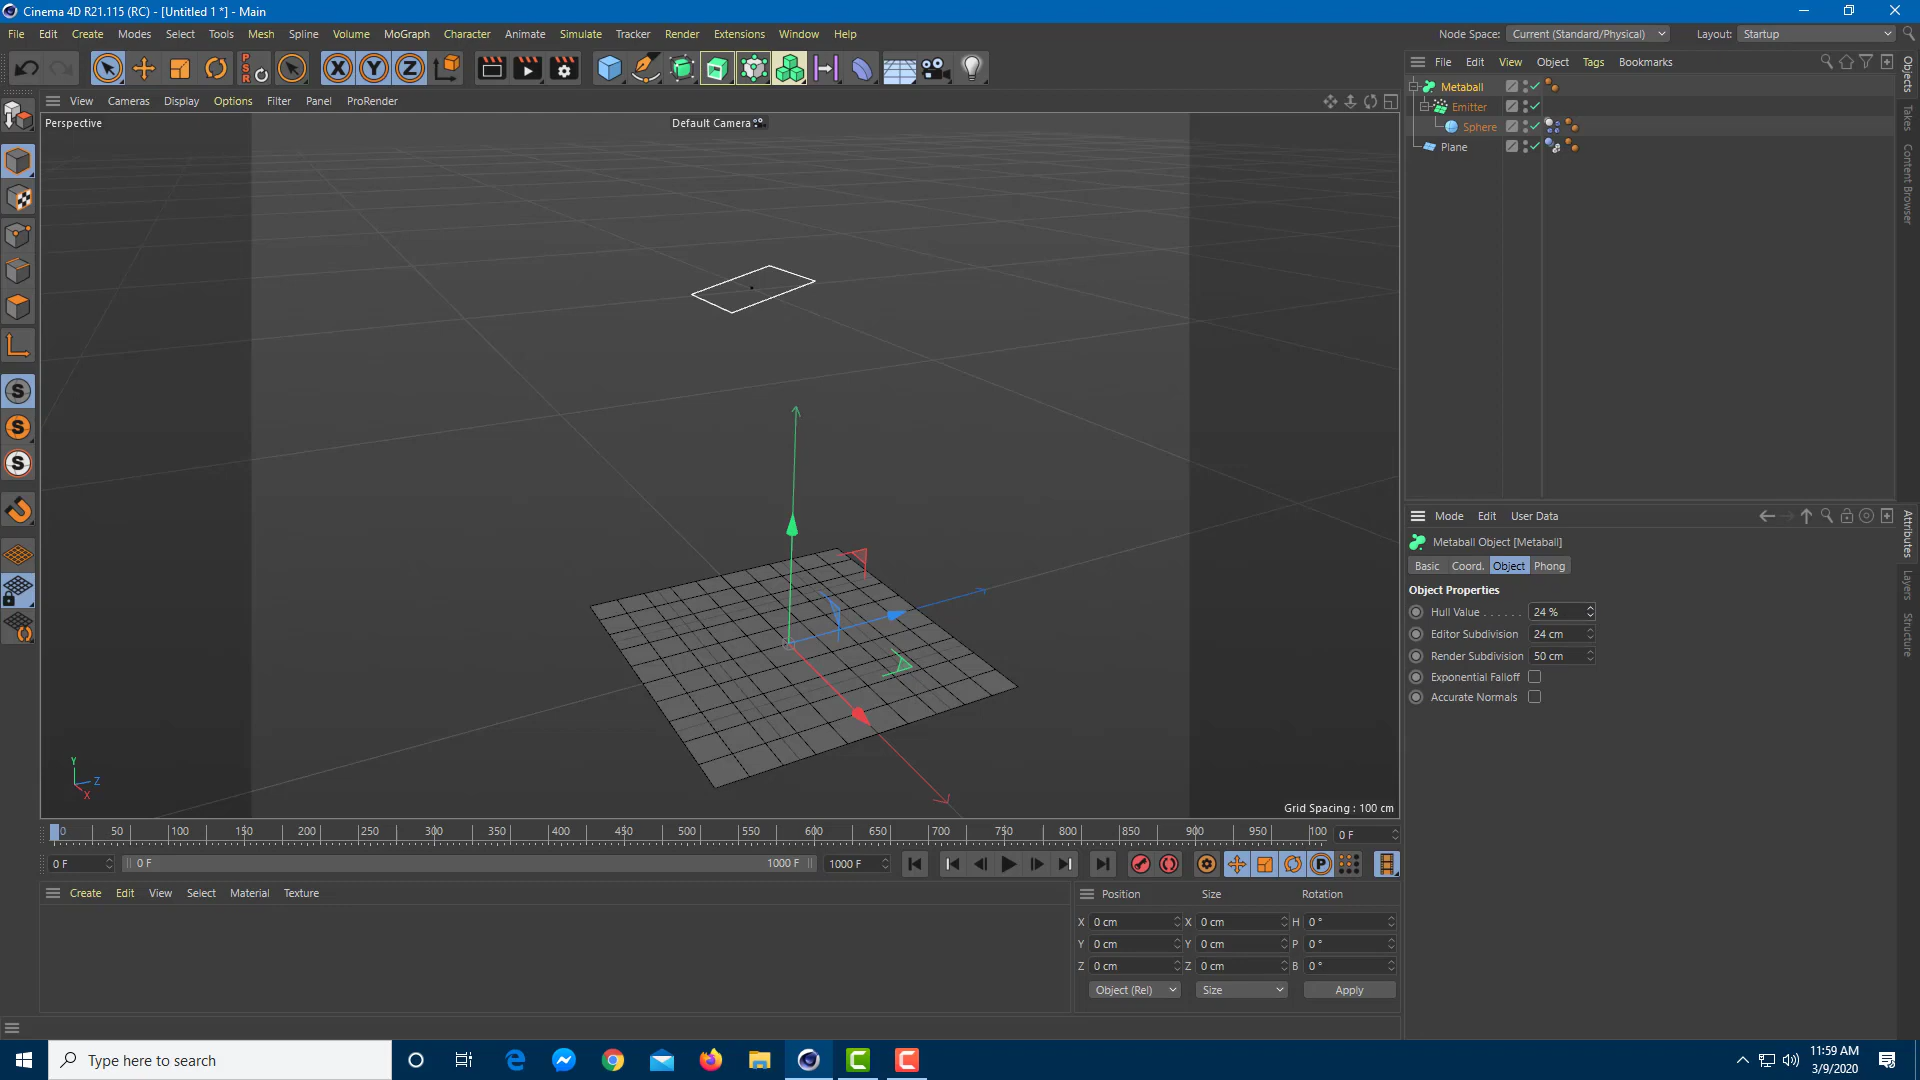 Cinema 4D R21.115 (RC) - [Untitled 1 *] - Main
File Edit Create Modes Select Tools Mesh Spline Volume MoGraph Character Animate Simulate Tracker Render Extensions Window Help
Node Space: Current (Standard/Physical) Layout: Startup
View Cameras Display Options Filter Panel ProRender
Perspective
Default Camera
File Edit View Object Tags Bookmarks
Metaball
Emitter
Sphere
Plane
Objects
Takes
Content Browser
Mode Edit User Data
Metaball Object [Metaball]
Basic Coord. Object Phong
Object Properties
Hull Value . . . . . . 24 %
Editor Subdivision 24 cm
Render Subdivision 50 cm
Exponential Falloff
Accurate Normals
Attributes
Layers
Structure
Y
Z
X
Grid Spacing : 100 cm
0 50 100 150 200 250 300 350 400 450 500 550 600 650 700 750 800 850 900 950 100 0 F
0 F 0 F 1000 F 1000 F
Create Edit View Select Material Texture
Position Size Rotation
X 0 cm X 0 cm H 0 °
Y 0 cm Y 0 cm P 0 °
Z 0 cm Z 0 cm B 0 °
Object (Rel) Size Apply
Type here to search
11:59 AM
3/9/2020